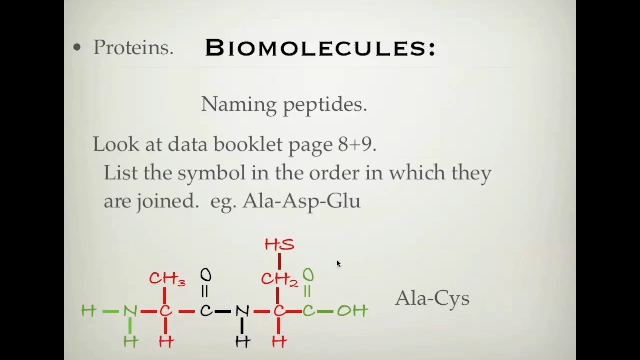 • Proteins. BIOMOLECULES:
Naming peptides.
Look at data booklet page 8+9.
List the symbol in the order in which they
are joined. eg. Ala-Asp-Glu
HS
CH3 O CH2 O
H N C C N C C OH
H H H H
Ala-Cys